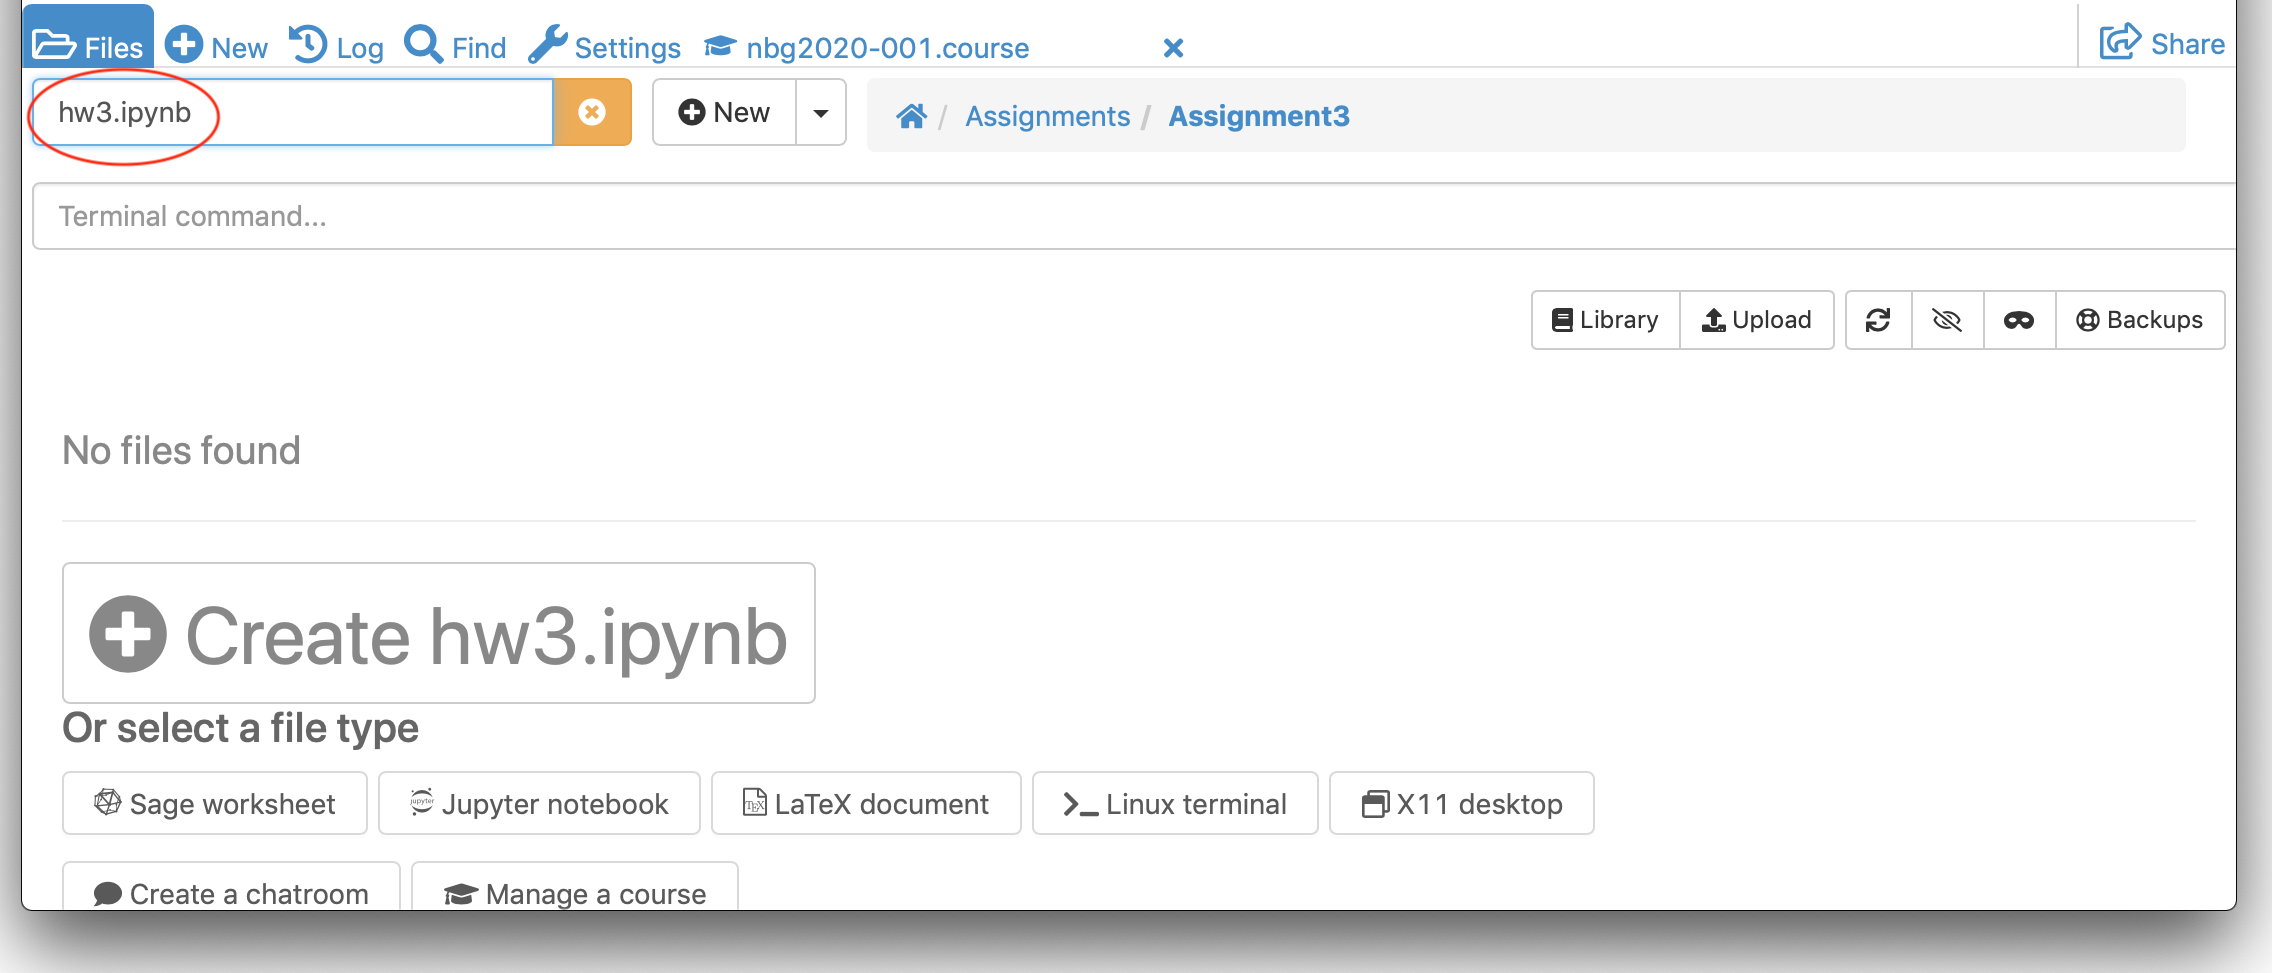 Files New Log Find Settings nbg2020-001.course Share
hw3.ipynb New / Assignments / Assignment3
Terminal command...
Library Upload Backups
No files found
Create hw3.ipynb
Or select a file type
Sage worksheet jupyter Jupyter notebook TEX LaTeX document Linux terminal X11 desktop
Create a chatroom Manage a course